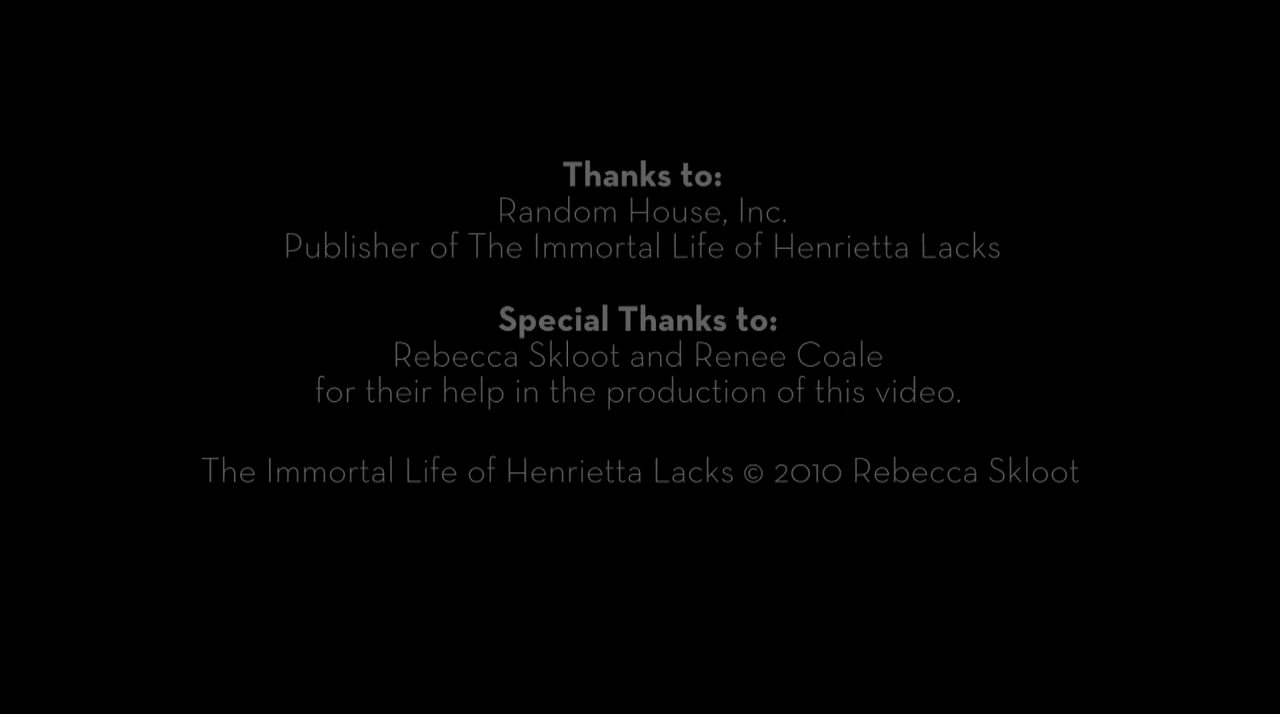 Thanks to:
Random House, Inc.
Publisher of The Immortal Life of Henrietta Lacks
Special Thanks to:
Rebecca Skloot and Renee Coale
for their help in the production of this video.
The Immortal Life of Henrietta Lacks © 2010 Rebecca Skloot